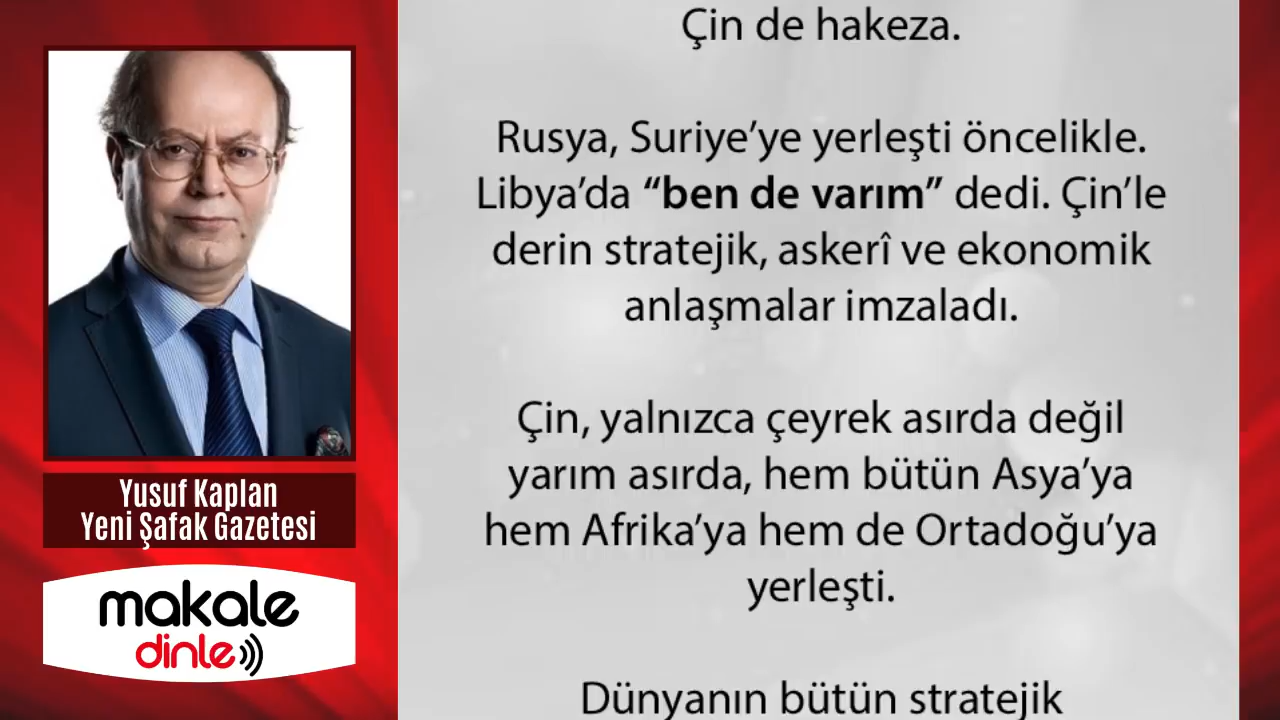 Yusuf Kaplan
Yeni Şafak Gazetesi
makale
dinle
Çin de hakeza.
Rusya, Suriye’ye yerleşti öncelikle.
Libya’da “ben de varım” dedi. Çin’le
derin stratejik, askerî ve ekonomik
anlaşmalar imzaladı.
Çin, yalnızca çeyrek asırda değil
yarım asırda, hem bütün Asya’ya
hem Afrika’ya hem de Ortadoğu’ya
yerleşti.
Dünyanın bütün stratejik